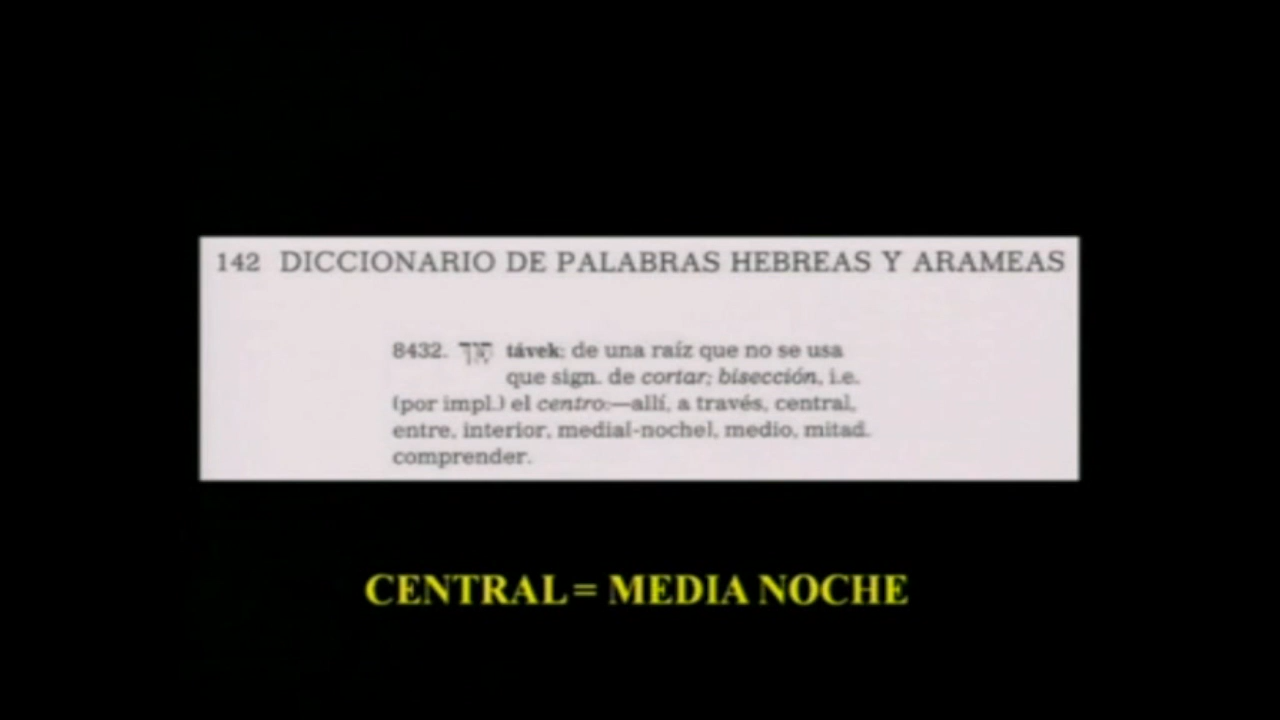 142 DICCIONARIO DE PALABRAS HEBREAS Y ARAMEAS
8432. תָּוֶךְ távek; de una raíz que no se usa
que sign. de cortar; bisección, i.e.
(por impl.) el centro:—allí, a través, central,
entre, interior, media(-noche), medio, mitad.
comprender.
CENTRAL = MEDIA NOCHE